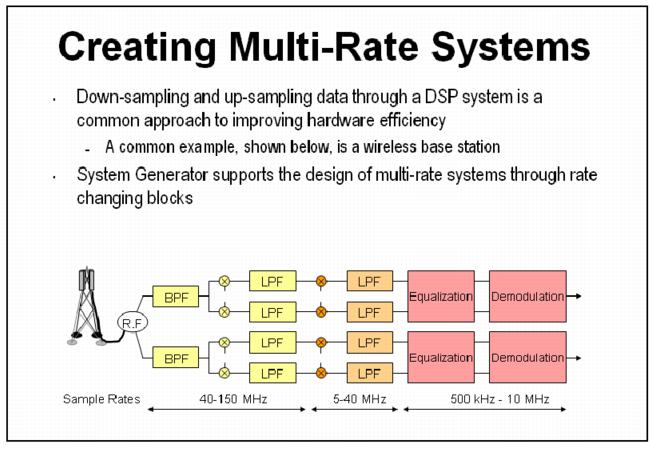 Creating Multi-Rate Systems
· Down-sampling and up-sampling data through a DSP system is a
common approach to improving hardware efficiency
- A common example, shown below, is a wireless base station
· System Generator supports the design of multi-rate systems through rate
changing blocks
LPF LPF
BPF Equalization Demodulation
LPF LPF
R.F
LPF LPF
BPF Equalization Demodulation
LPF LPF
Sample Rates 40-150 MHz 5-40 MHz 500 kHz - 10 MHz